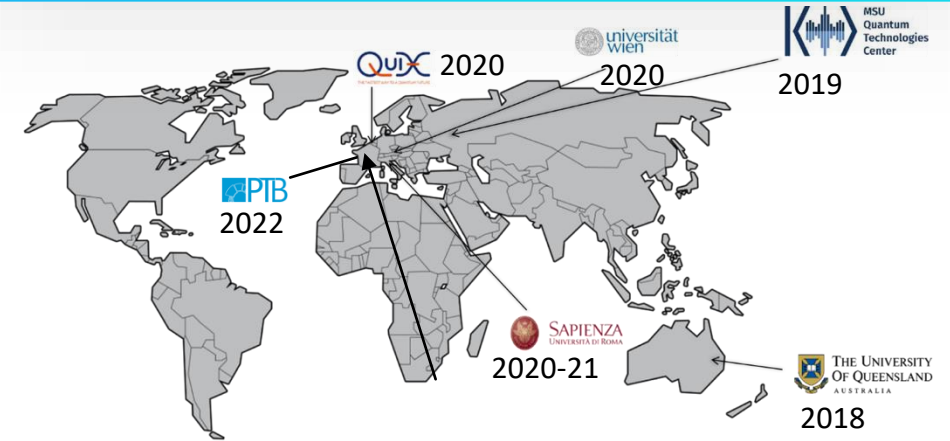 MSU
Quantum
Technologies
Center
2019
universität
wien
2020
QuiX
2020
PTB
2022
SAPIENZA
UNIVERSITÀ DI ROMA
2020-21
THE UNIVERSITY
OF QUEENSLAND
AUSTRALIA
2018